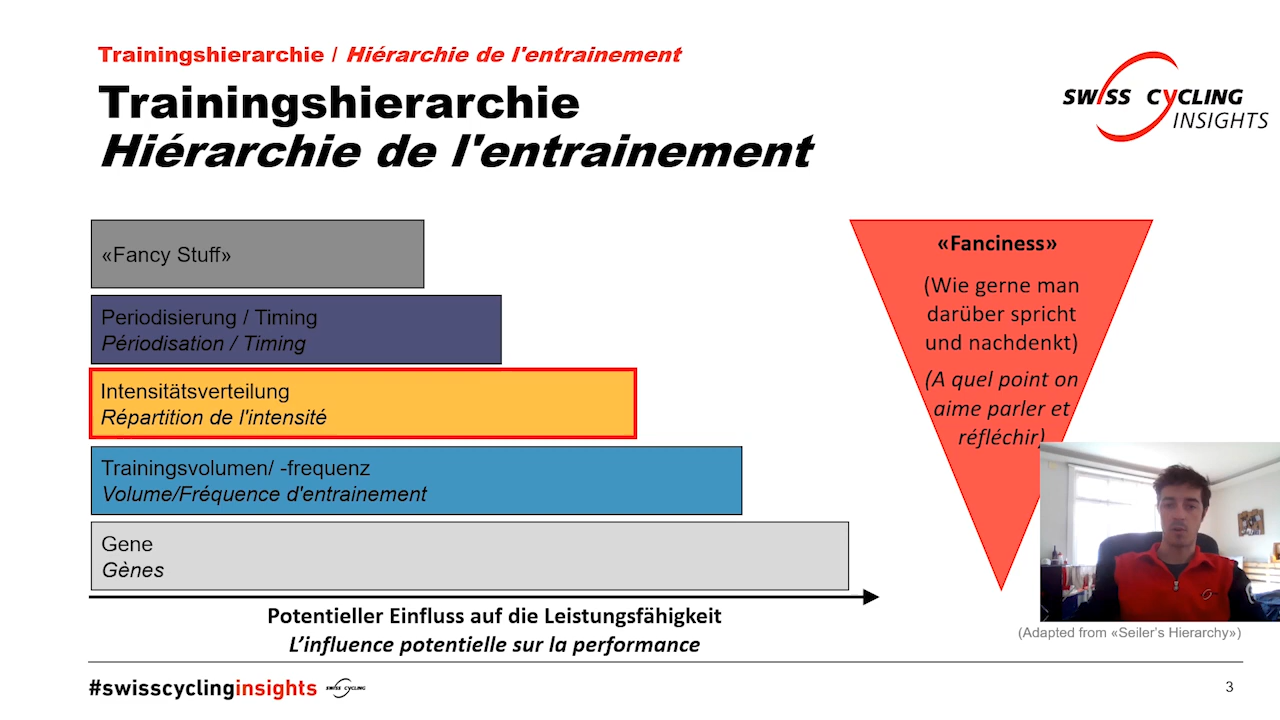 Trainingshierarchie / Hiérarchie de l'entrainement
Trainingshierarchie
Hiérarchie de l'entrainement
SWISS CYCLING
INSIGHTS
«Fancy Stuff»
Periodisierung / Timing
Périodisation / Timing
Intensitätsverteilung
Répartition de l'intensité
Trainingsvolumen/ -frequenz
Volume/Fréquence d'entrainement
Gene
Gènes
Potentieller Einfluss auf die Leistungsfähigkeit
L’influence potentielle sur la performance
«Fanciness»
(Wie gerne man
darüber spricht
und nachdenkt)
(A quel point on
aime parler et
réfléchir)
(Adapted from «Seiler’s Hierarchy»)
#swisscyclinginsights SWISS CYCLING
3